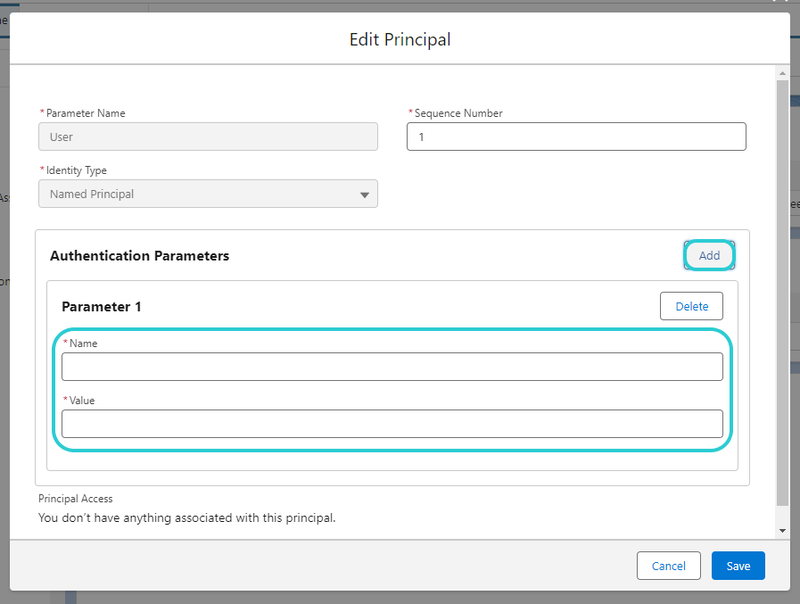 Edit Principal
*Parameter Name
*Sequence Number
User
1
*Identity Type
Named Principal
Authentication Parameters
Add
Parameter 1
Delete
*Name
*Value
Principal Access
You don't have anything associated with this principal.
Cancel
Save